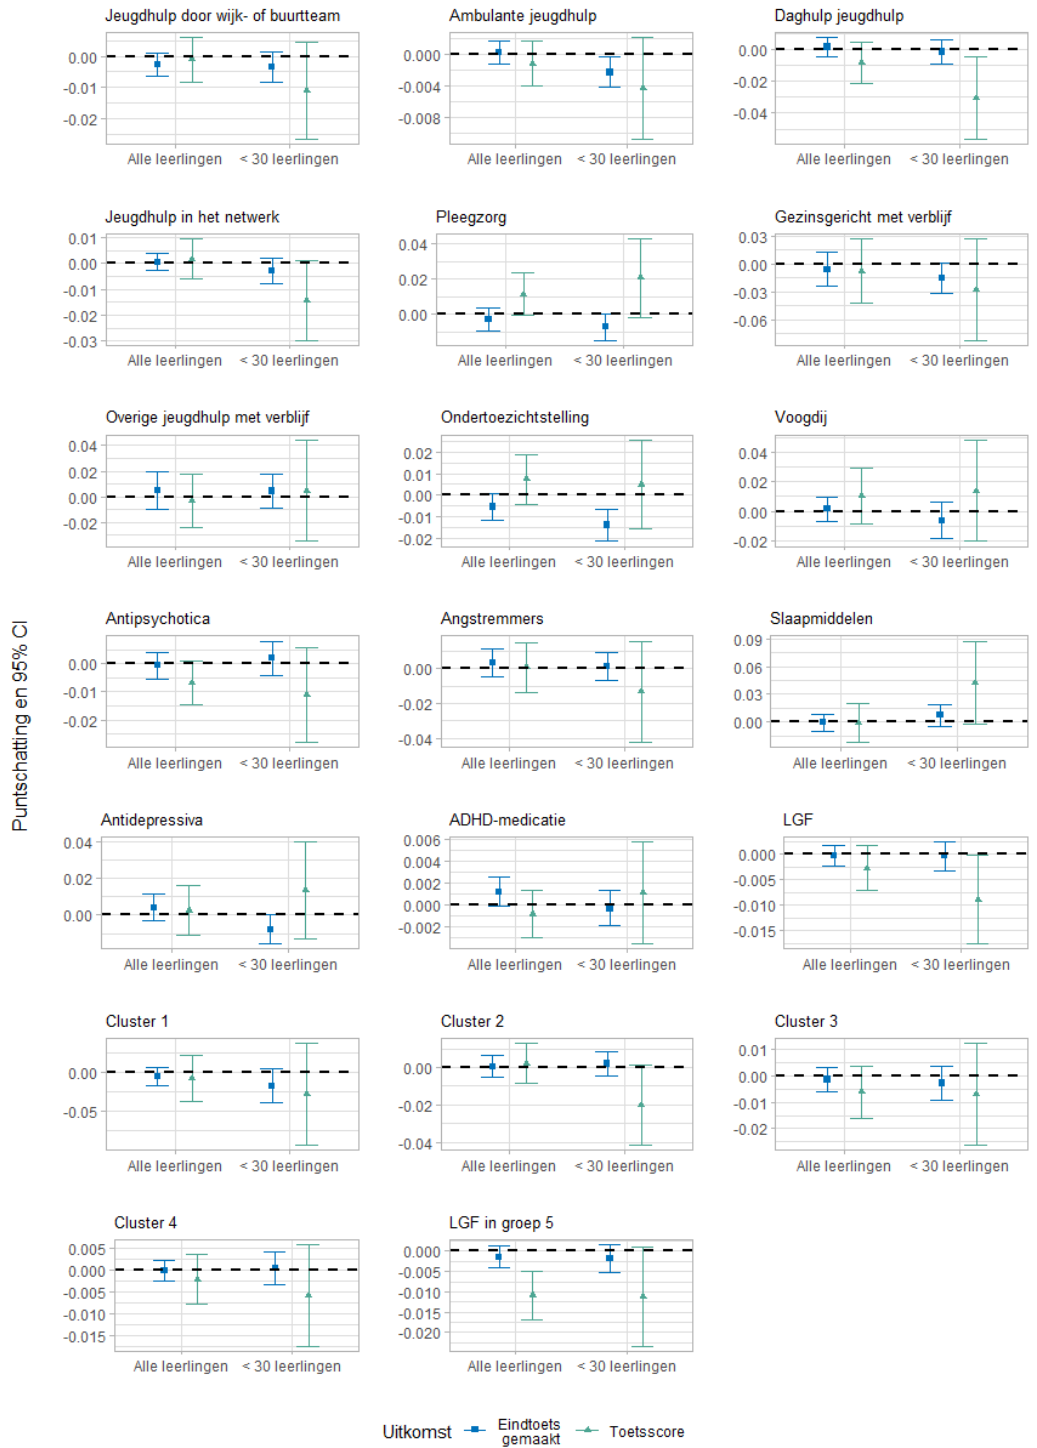 Jeugdhulp door wijk- of buurtteam
0.00
-0.01
-0.02
Alle leerlingen < 30 leerlingen
Ambulante jeugdhulp
0.000
-0.004
-0.008
Alle leerlingen < 30 leerlingen
Daghulp jeugdhulp
0.00
-0.02
-0.04
Alle leerlingen < 30 leerlingen
Jeugdhulp in het netwerk
0.01
0.00
-0.01
-0.02
-0.03
Alle leerlingen < 30 leerlingen
Pleegzorg
0.04
0.02
0.00
Alle leerlingen < 30 leerlingen
Gezinsgericht met verblijf
0.03
0.00
-0.03
-0.06
Alle leerlingen < 30 leerlingen
Overige jeugdhulp met verblijf
0.04
0.02
0.00
-0.02
Alle leerlingen < 30 leerlingen
Ondertoezichtstelling
0.02
0.01
0.00
-0.01
-0.02
Alle leerlingen < 30 leerlingen
Voogdij
0.04
0.02
0.00
-0.02
Alle leerlingen < 30 leerlingen
Puntschatting en 95% CI
Antipsychotica
0.00
-0.01
-0.02
Alle leerlingen < 30 leerlingen
Angstremmers
0.00
-0.02
-0.04
Alle leerlingen < 30 leerlingen
Slaapmiddelen
0.09
0.06
0.03
0.00
Alle leerlingen < 30 leerlingen
Antidepressiva
0.04
0.02
0.00
Alle leerlingen < 30 leerlingen
ADHD-medicatie
0.006
0.004
0.002
0.000
-0.002
Alle leerlingen < 30 leerlingen
LGF
0.000
-0.005
-0.010
-0.015
Alle leerlingen < 30 leerlingen
Cluster 1
0.00
-0.05
Alle leerlingen < 30 leerlingen
Cluster 2
0.00
-0.02
-0.04
Alle leerlingen < 30 leerlingen
Cluster 3
0.01
0.00
-0.01
-0.02
Alle leerlingen < 30 leerlingen
Cluster 4
0.005
0.000
-0.005
-0.010
-0.015
Alle leerlingen < 30 leerlingen
LGF in groep 5
0.000
-0.005
-0.010
-0.015
-0.020
Alle leerlingen < 30 leerlingen
Uitkomst
Eindtoets
gemaakt
Toetsscore